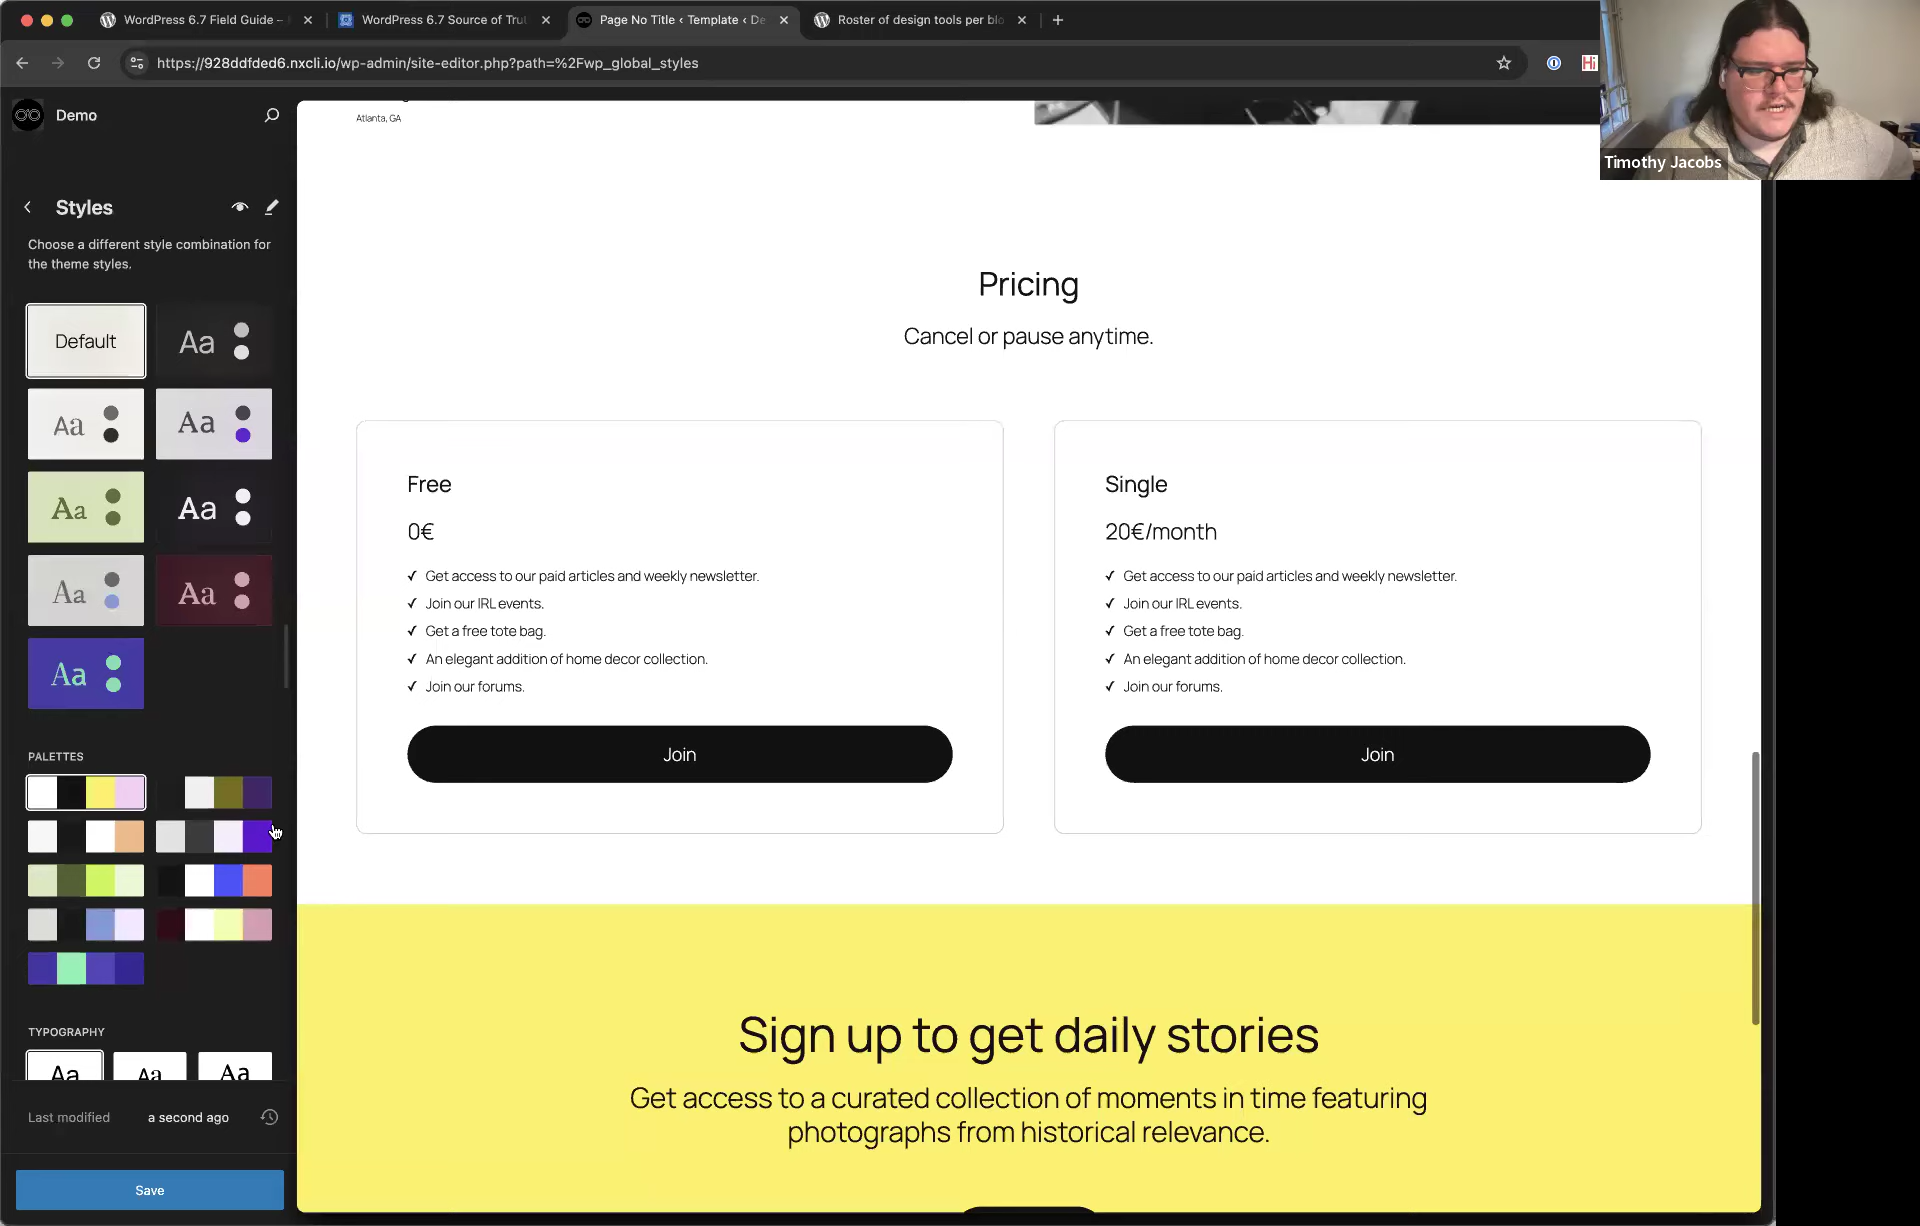 WordPress 6.7 Field Guide –
WordPress 6.7 Source of Tru
Page No Title ‹ Template ‹ De
Roster of design tools per blo
https://928ddfded6.nxcli.io/wp-admin/site-editor.php?path=%2Fwp_global_styles
Hi
Timothy Jacobs
Demo
Styles
Choose a different style combination for
the theme styles.
Default
Aa
Aa
Aa
Aa
Aa
Aa
Aa
Aa
PALETTES
TYPOGRAPHY
Aa
Aa
Aa
Last modified
a second ago
Save
Atlanta, GA
Pricing
Cancel or pause anytime.
Free
0€
✓ Get access to our paid articles and weekly newsletter.
✓ Join our IRL events.
✓ Get a free tote bag.
✓ An elegant addition of home decor collection.
✓ Join our forums.
Join
Single
20€/month
✓ Get access to our paid articles and weekly newsletter.
✓ Join our IRL events.
✓ Get a free tote bag.
✓ An elegant addition of home decor collection.
✓ Join our forums.
Join
Sign up to get daily stories
Get access to a curated collection of moments in time featuring
photographs from historical relevance.